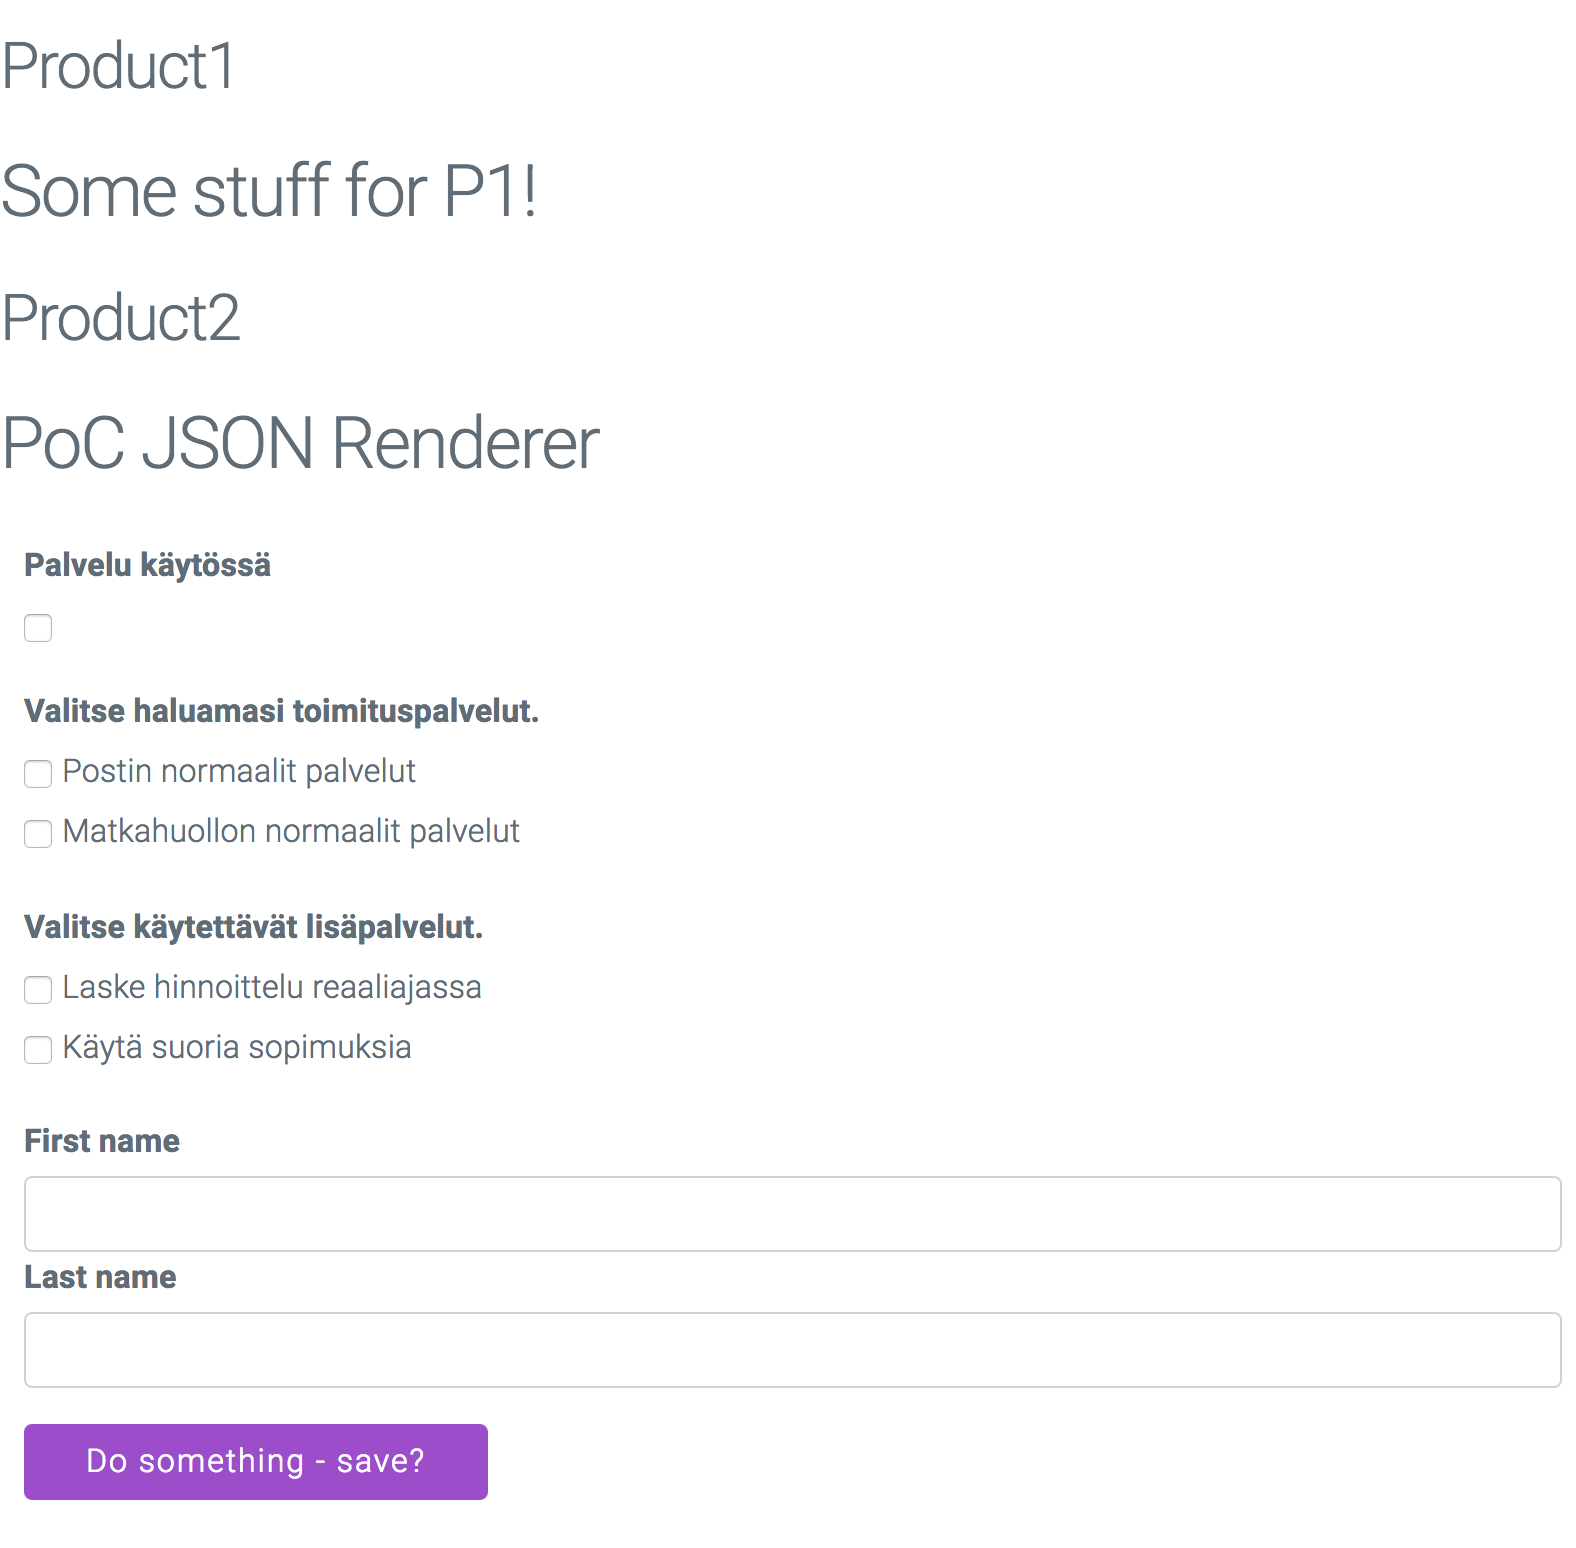 Product1
Some stuff for P1!
Product2
PoC JSON Renderer
Palvelu käytössä
Valitse haluamasi toimituspalvelut.
Postin normaalit palvelut
Matkahuollon normaalit palvelut
Valitse käytettävät lisäpalvelut.
Laske hinnoittelu reaaliajassa
Käytä suoria sopimuksia
First name
Last name
Do something - save?